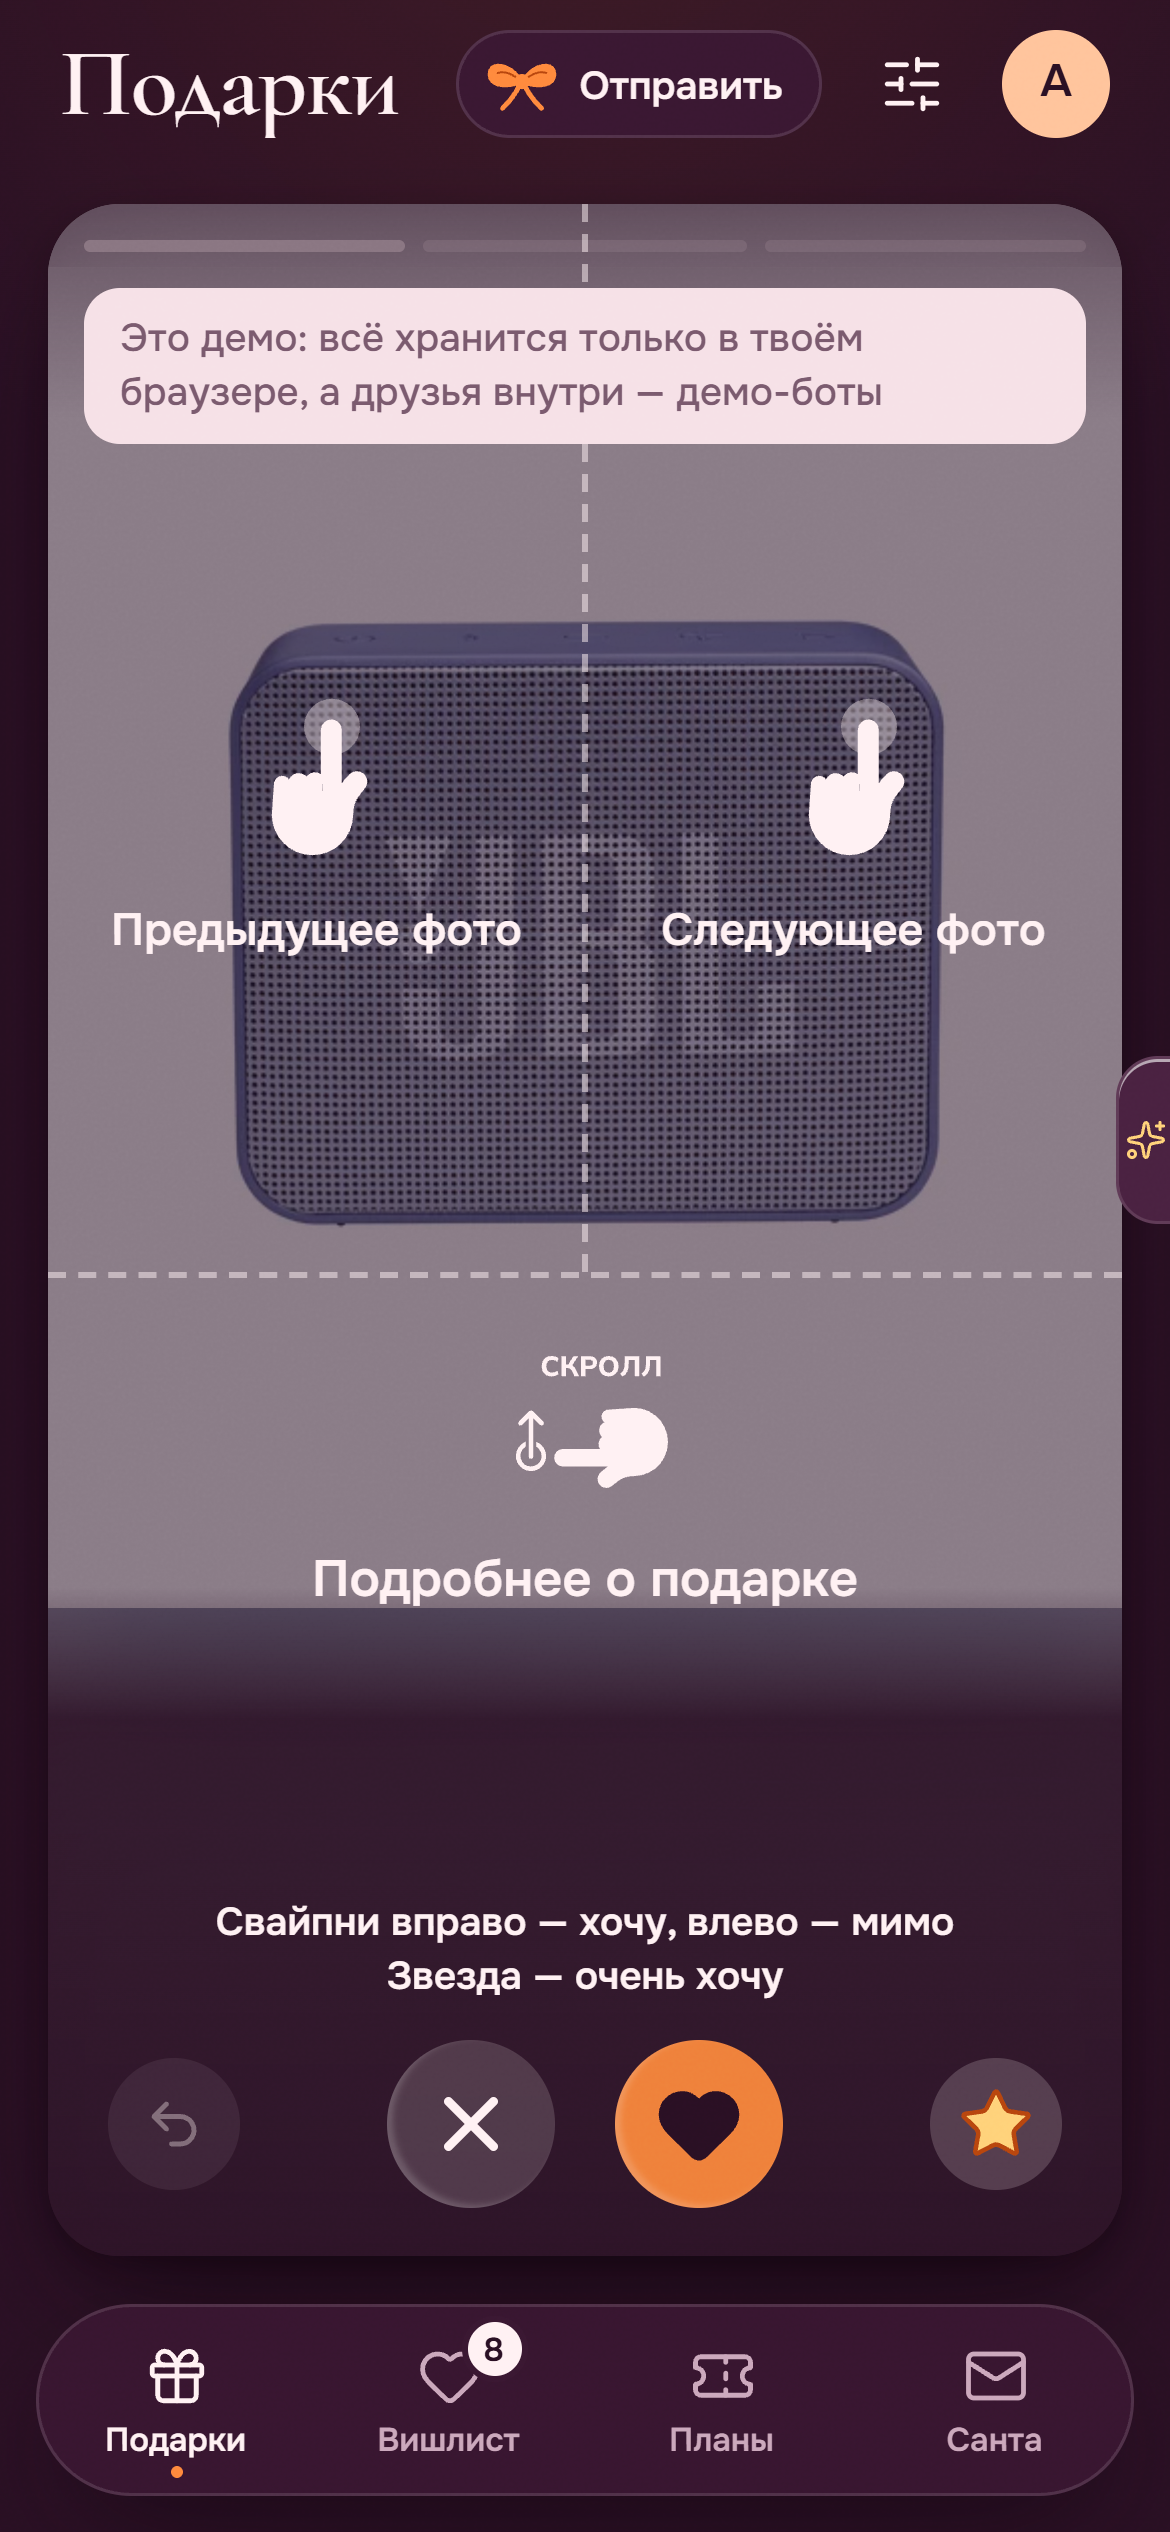 Подарки
Отправить
А
Это демо: всё хранится только в твоём
браузере, а друзья внутри — демо-боты
JBL
Предыдущее фото
Следующее фото
СКРОЛЛ
Подробнее о подарке
Свайпни вправо — хочу, влево — мимо
Звезда — очень хочу
8
Подарки
Вишлист
Планы
Санта